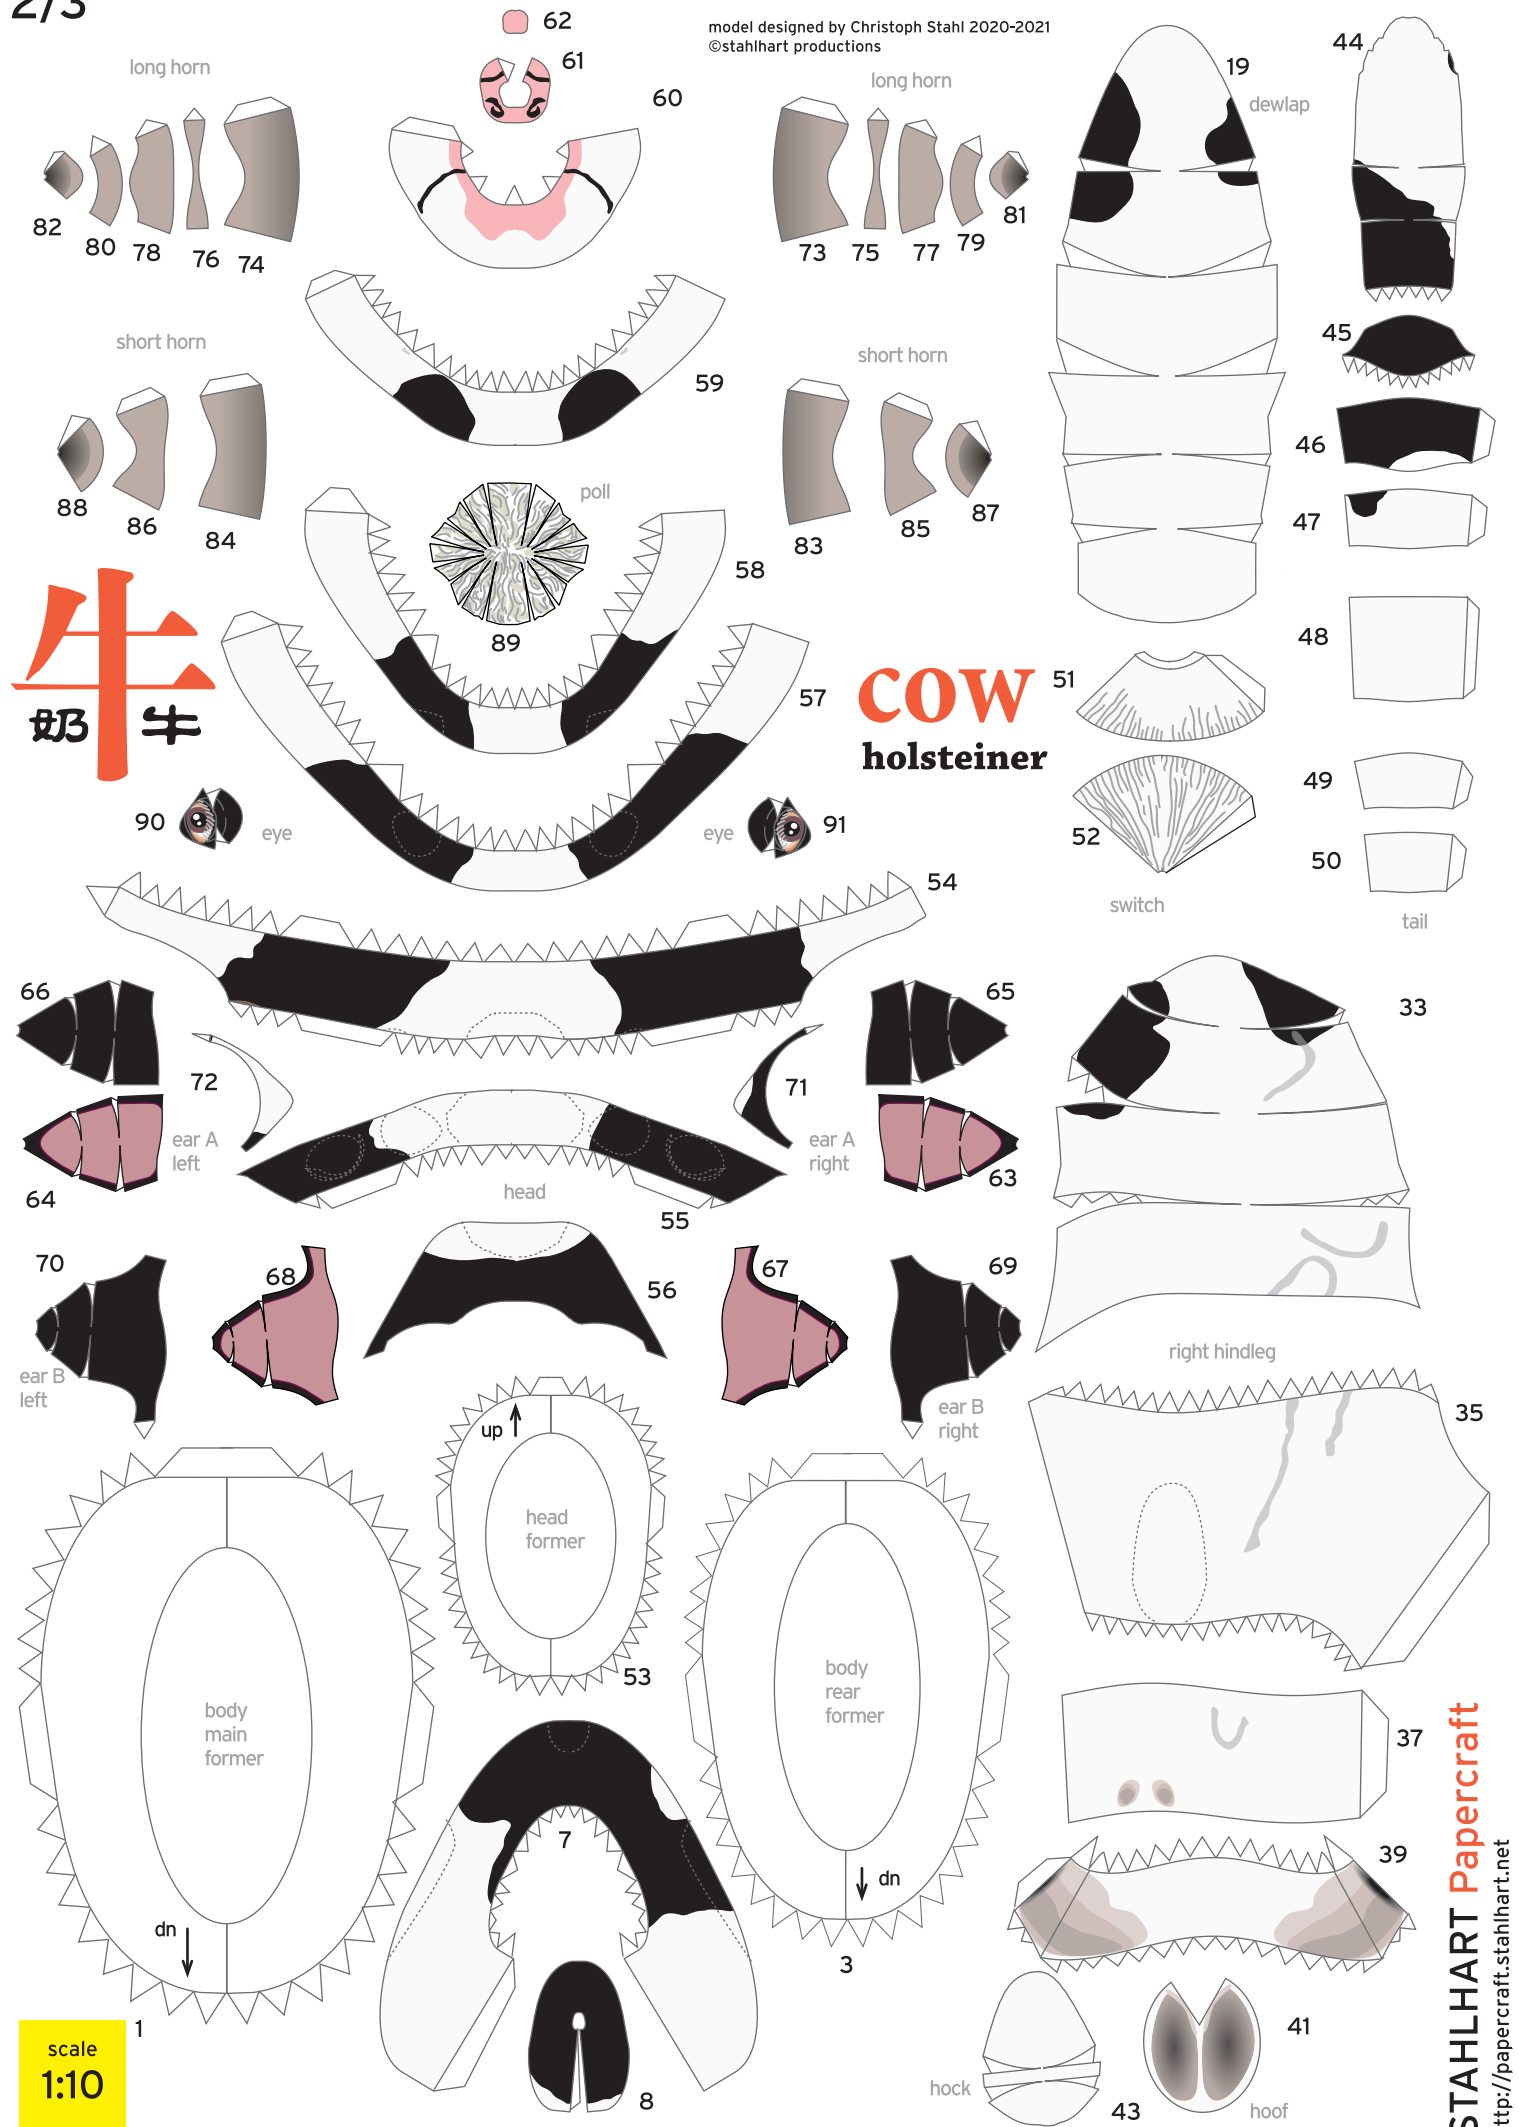 2/3
model designed by Christoph Stahl 2020-2021
©stahlhart productions
62
61
60
long horn
82
80
78
76
74
long horn
73
75
77
79
81
19
dewlap
44
45
46
47
48
49
50
tail
short horn
88
86
84
59
poll
89
58
57
short horn
83
85
87
牛
奶牛
cow
holsteiner
51
52
switch
90
eye
eye
91
54
66
72
64
ear A
left
65
71
ear A
right
63
head
55
33
70
68
ear B
left
56
67
69
ear B
right
right hindleg
35
up
head
former
53
body
main
former
dn
1
body
rear
former
dn
3
7
8
37
39
hock
43
41
hoof
scale
1:10
STAHLHART Papercraft
http://papercraft.stahlhart.net